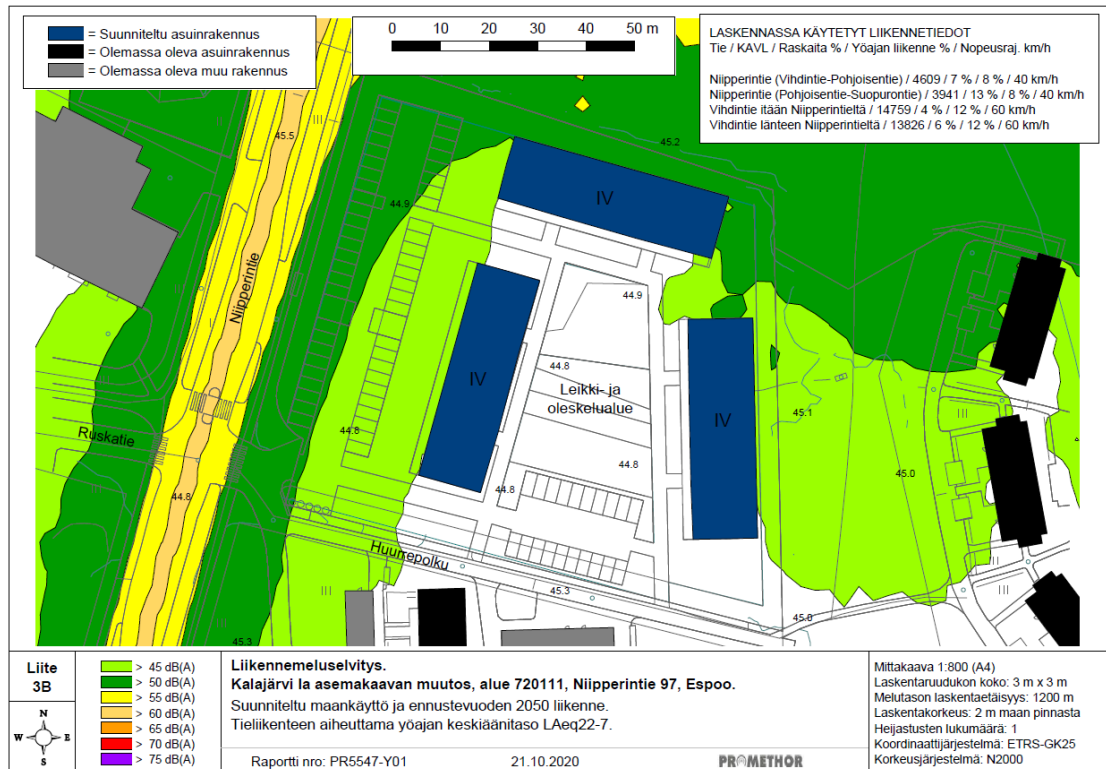 = Suunniteltu asuinrakennus
= Olemassa oleva asuinrakennus
= Olemassa oleva muu rakennus
0 10 20 30 40 50 m
LASKENNASSA KÄYTETYT LIIKENNETIEDOT
Tie / KAVL / Raskaita % / Yöajan liikenne % / Nopeusraj. km/h
Niipperintie (Vihdintie-Pohjoisentie) / 4609 / 7 % / 8 % / 40 km/h
Niipperintie (Pohjoisentie-Suopurontie) / 3941 / 13 % / 8 % / 40 km/h
Vihdintie itään Niipperintieltä / 14759 / 4 % / 12 % / 60 km/h
Vihdintie länteen Niipperintieltä / 13826 / 6 % / 12 % / 60 km/h
III
45.5
45.2
IV
44.9
III
Niipperintie
44.9
44.8
IV
Leikki- ja
oleskelualue
IV
45.1
III
Ruskatie
44.8
44.8
45.0
III
44.8
44.8
Huurrepolku
45.3
III
45.0
III
45.3
Liite
3B
N
W E
S
> 45 dB(A)
> 50 dB(A)
> 55 dB(A)
> 60 dB(A)
> 65 dB(A)
> 70 dB(A)
> 75 dB(A)
Liikennemeluselvitys.
Kalajärvi Ia asemakaavan muutos, alue 720111, Niipperintie 97, Espoo.
Suunniteltu maankäyttö ja ennustevuoden 2050 liikenne.
Tieliikenteen aiheuttama yöajan keskiäänitaso LAeq22-7.
Raportti nro: PR5547-Y01 21.10.2020 PROMETHOR
Mittakaava 1:800 (A4)
Laskentaruudukon koko: 3 m x 3 m
Melutason laskentaetäisyys: 1200 m
Laskentakorkeus: 2 m maan pinnasta
Heijastusten lukumäärä: 1
Koordinaattijärjestelmä: ETRS-GK25
Korkeusjärjestelmä: N2000